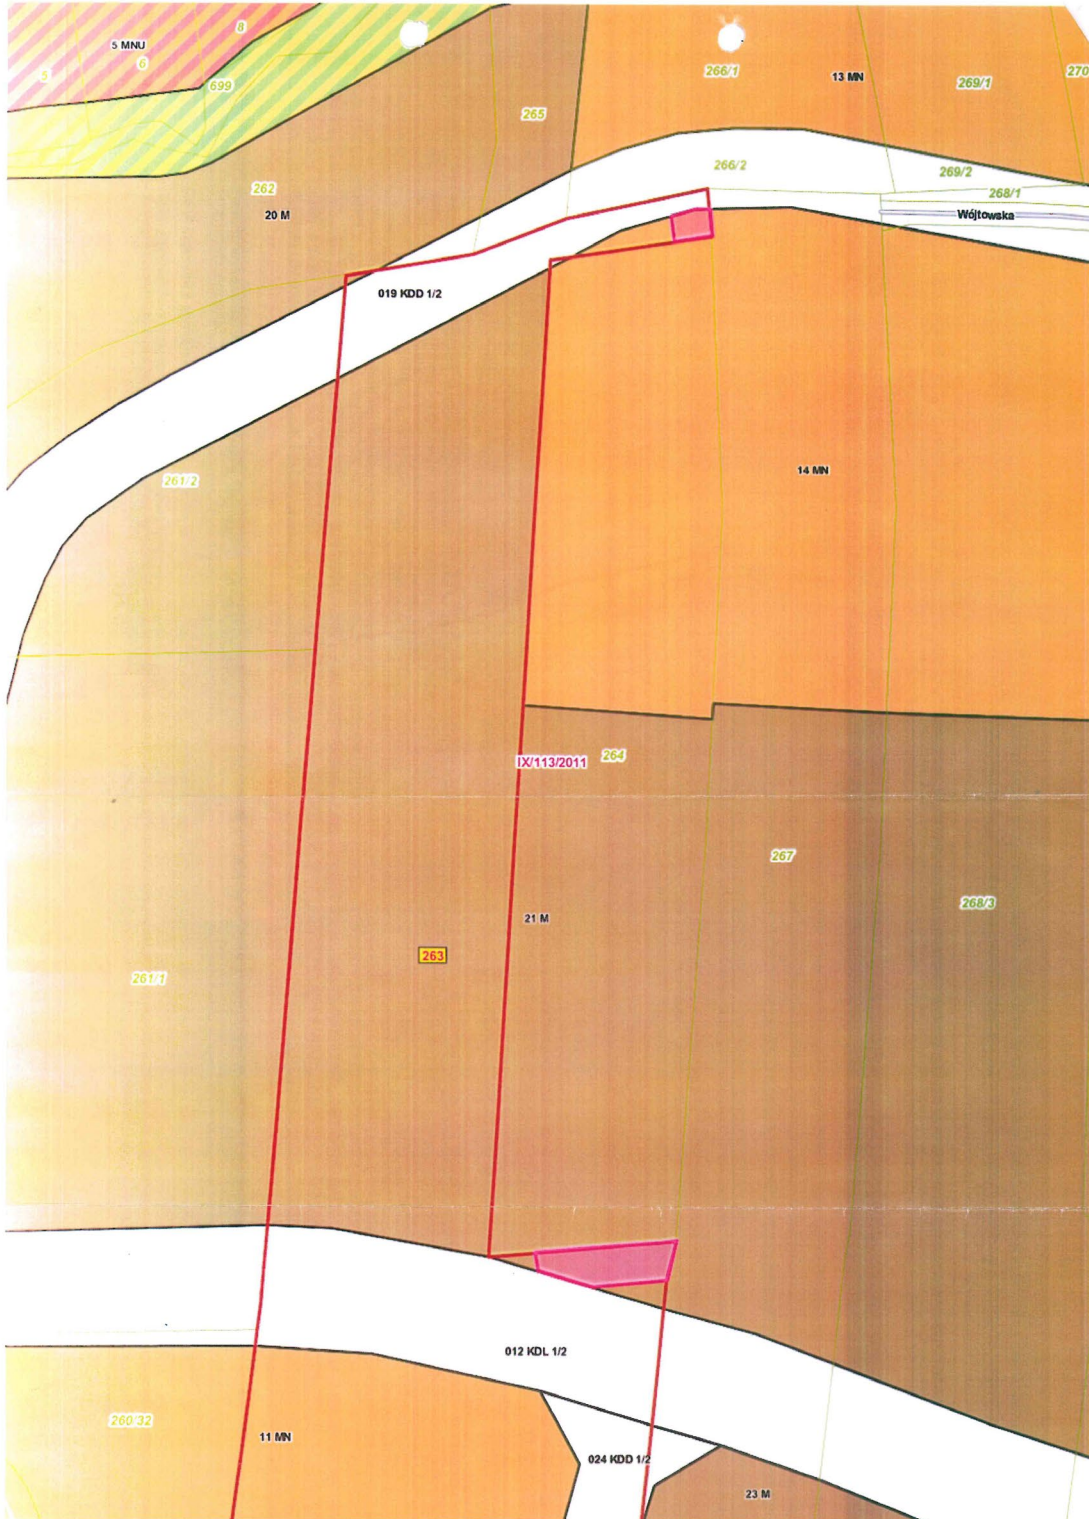 8
5 MNU
6
5
699
266/1
13 MN
269/1
270
265
266/2
269/2
262
268/1
20 M
Wójtowska
019 KDD 1/2
14 MN
261/2
IX/113/2011
264
267
268/3
21 M
263
261/1
012 KDL 1/2
260/32
11 MN
024 KDD 1/2
23 M